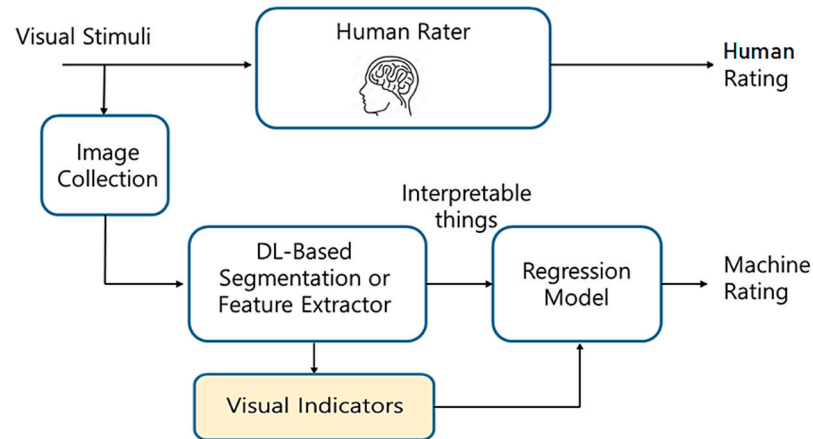 Visual Stimuli
Human Rater
Human
Rating
Image
Collection
Interpretable
things
DL-Based
Segmentation or
Feature Extractor
Regression
Model
Machine
Rating
Visual Indicators